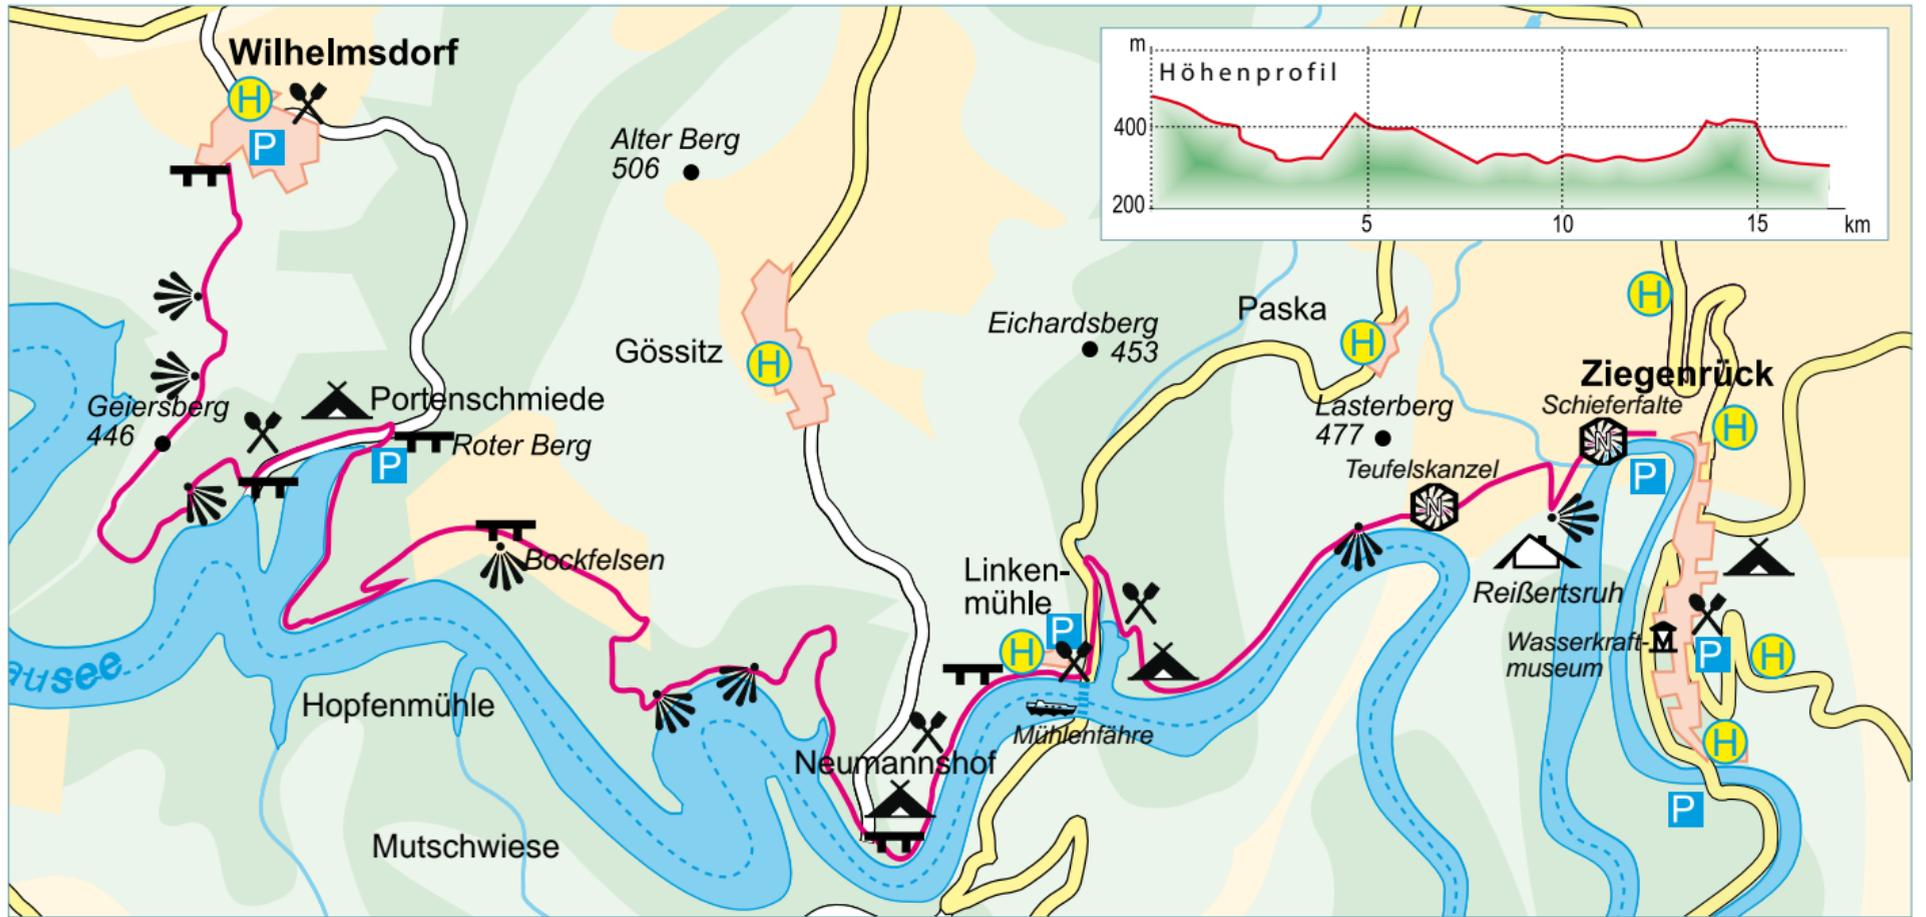 Wilhelmsdorf
H
P
Alter Berg
506
m
Höhenprofil
400
200
5
10
15
km
Gössitz
H
Eichardsberg
453
Paska
H
H
Ziegenrück
Schieferfalte
N
H
P
Lasterberg
477
Teufelskanzel
N
Geiersberg
446
Portenschmiede
Roter Berg
P
Bockfelsen
Linken-
mühle
P
H
Reißertsruh
Wasserkraft-
museum
M
P
H
H
P
ausee
Hopfenmühle
Mühlenfähre
Neumannshof
Mutschwiese